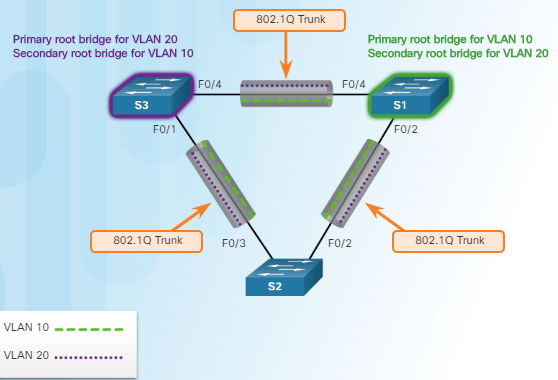 802.1Q Trunk
Primary root bridge for VLAN 20
Secondary root bridge for VLAN 10
Primary root bridge for VLAN 10
Secondary root bridge for VLAN 20
F0/4
F0/4
S3
S1
F0/1
F0/2
802.1Q Trunk
F0/3
F0/2
802.1Q Trunk
S2
VLAN 10
VLAN 20